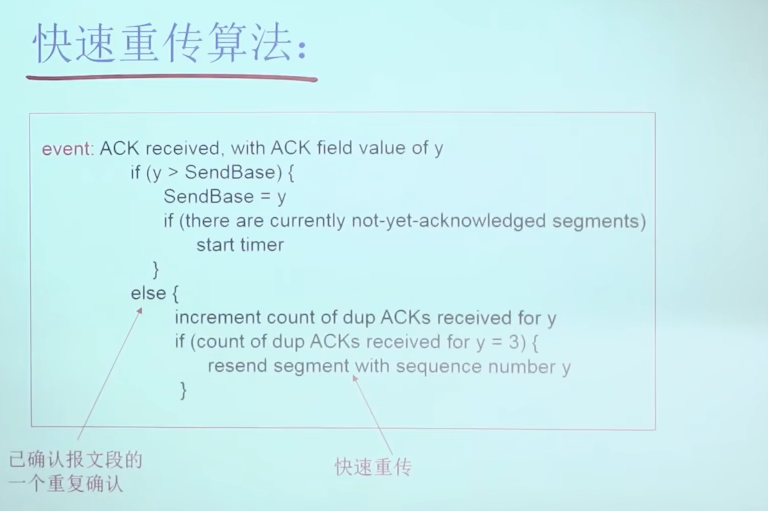 快速重传算法:
event: ACK received, with ACK field value of y
if (y > SendBase) {
SendBase = y
if (there are currently not-yet-acknowledged segments)
start timer
}
else {
increment count of dup ACKs received for y
if (count of dup ACKs received for y = 3) {
resend segment with sequence number y
}
已确认报文段的
一个重复确认
快速重传